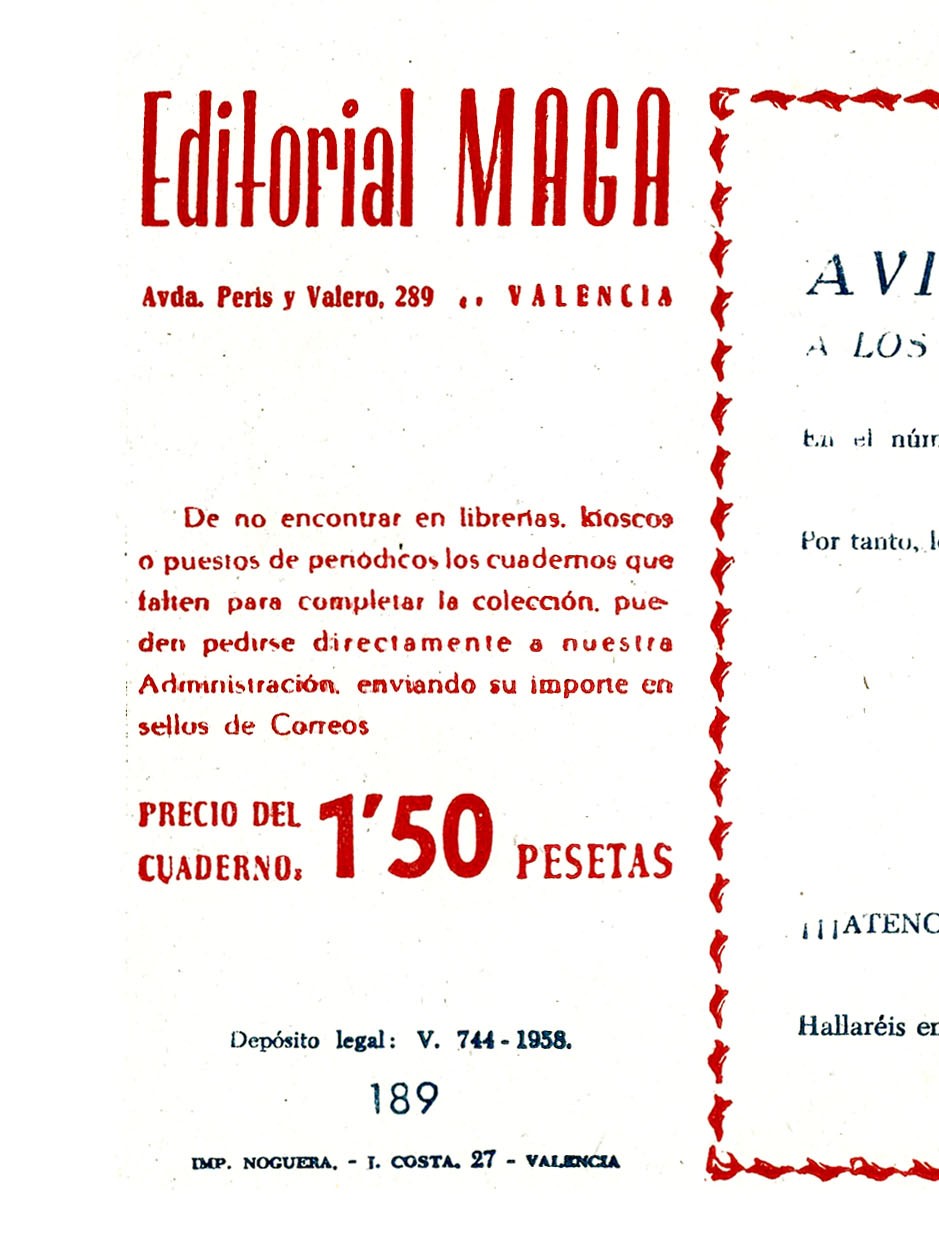 Editorial MAGA
Avda. Peris y Valero, 289 .. VALENCIA
De no encontrar en librerías, kioscos
o puestos de periódicos los cuadernos que
falten para completar la colección, pue-
den pedirse directamente a nuestra
Administración, enviando su importe en
sellos de Correos
PRECIO DEL
CUADERNO: 1'50 PESETAS
Depósito legal: V. 744 - 1958.
189
IMP. NOGUERA. - J. COSTA. 27 - VALENCIA
AVI
A LOS
En el núm
Por tanto, l
¡¡¡ATENC
Hallaréis en